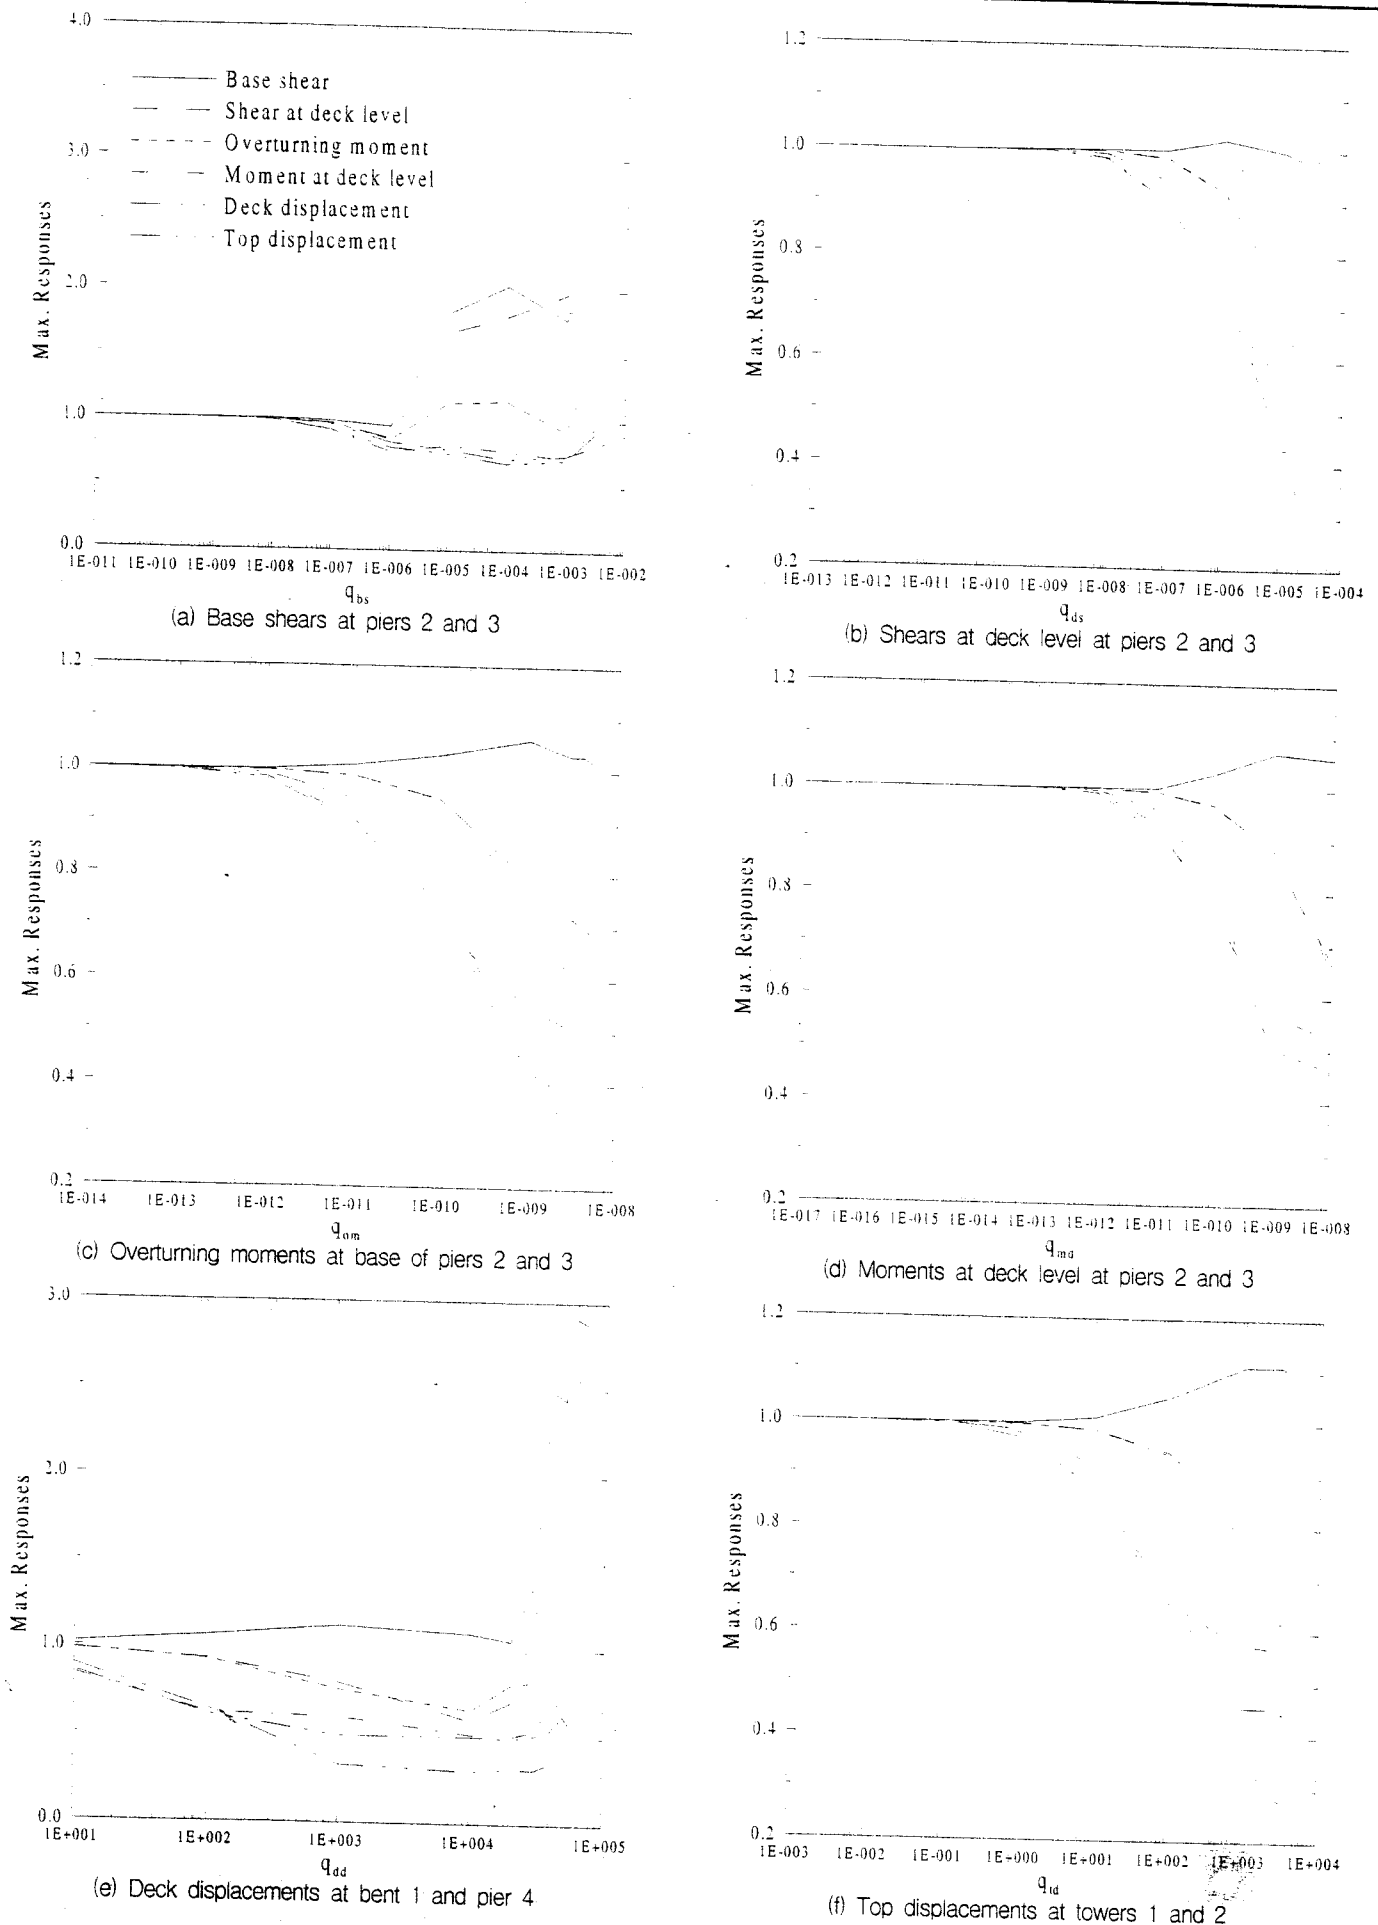 4.0
3.0
2.0
1.0
0.0
Max. Responses
Base shear
Shear at deck level
Overturning moment
Moment at deck level
Deck displacement
Top displacement
1E-011 1E-010 1E-009 1E-008 1E-007 1E-006 1E-005 1E-004 1E-003 1E-002
qbs
(a) Base shears at piers 2 and 3
1.2
1.0
0.8
0.6
0.4
0.2
Max. Responses
1E-013 1E-012 1E-011 1E-010 1E-009 1E-008 1E-007 1E-006 1E-005 1E-004
qds
(b) Shears at deck level at piers 2 and 3
1.2
1.0
0.8
0.6
0.4
0.2
Max. Responses
1E-014 1E-013 1E-012 1E-011 1E-010 1E-009 1E-008
qom
(c) Overturning moments at base of piers 2 and 3
1.2
1.0
0.8
0.6
0.4
0.2
Max. Responses
1E-017 1E-016 1E-015 1E-014 1E-013 1E-012 1E-011 1E-010 1E-009 1E-008
qmd
(d) Moments at deck level at piers 2 and 3
3.0
2.0
1.0
0.0
Max. Responses
1E+001 1E+002 1E+003 1E+004 1E+005
qdd
(e) Deck displacements at bent 1 and pier 4
1.2
1.0
0.8
0.6
0.4
0.2
Max. Responses
1E-003 1E-002 1E-001 1E+000 1E+001 1E+002 1E+003 1E+004
qtd
(f) Top displacements at towers 1 and 2